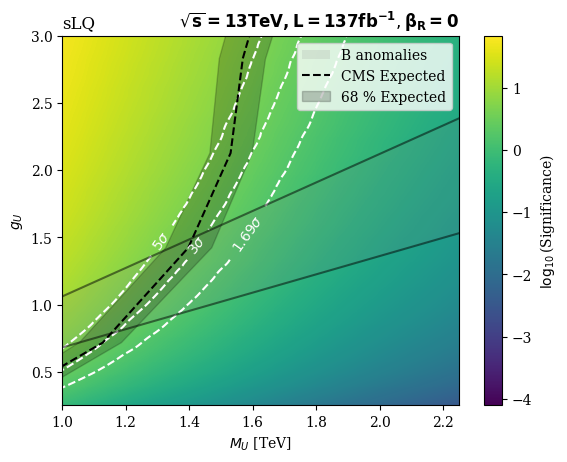 sLQ
√s = 13TeV, L = 137fb⁻¹, β_R = 0
B anomalies
CMS Expected
68 % Expected
5σ
3σ
1.69σ
3.0
2.5
2.0
1.5
1.0
0.5
g_U
1.0 1.2 1.4 1.6 1.8 2.0 2.2
M_U [TeV]
1
0
−1
−2
−3
−4
log₁₀(Significance)